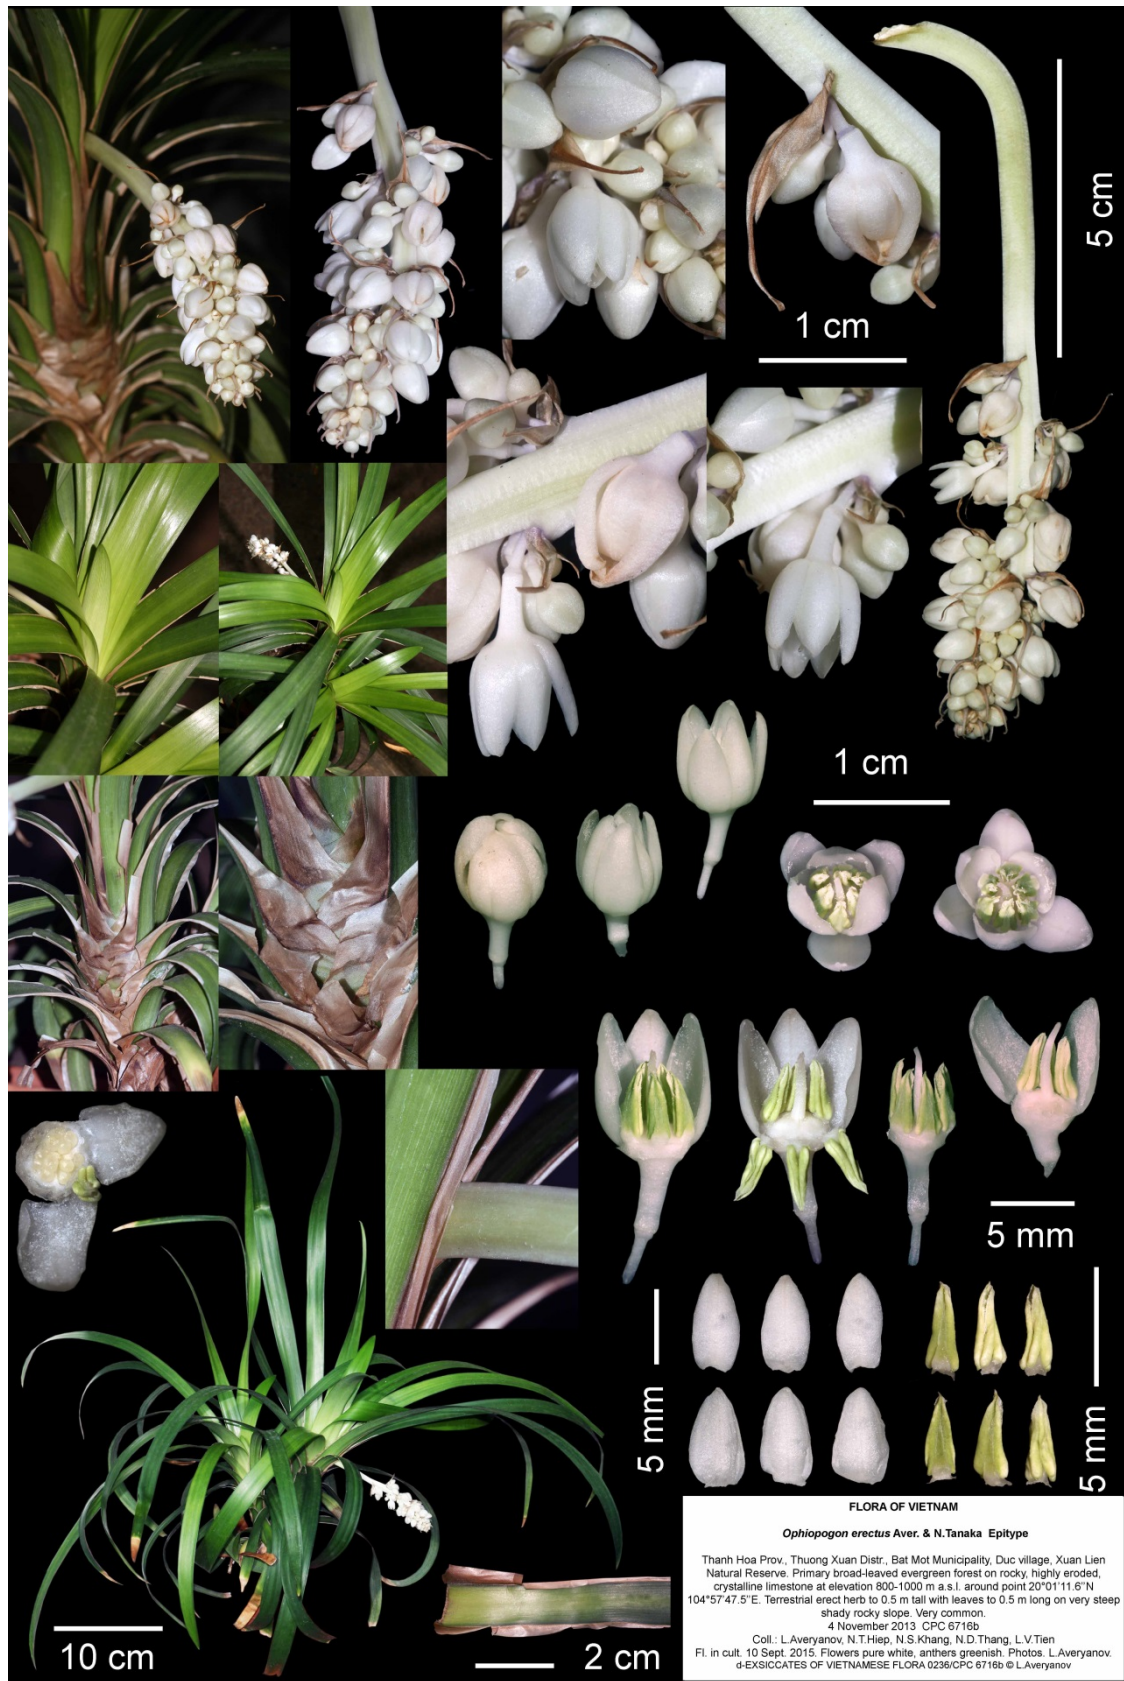 5 cm
1 cm
1 cm
5 mm
5 mm
5 mm
10 cm
2 cm
FLORA OF VIETNAM
Ophiopogon erectus Aver. & N.Tanaka Epitype
Thanh Hoa Prov., Thuong Xuan Distr., Bat Mot Municipality, Duc village, Xuan Lien
Natural Reserve. Primary broad-leaved evergreen forest on rocky, highly eroded,
crystalline limestone at elevation 800-1000 m a.s.l. around point 20°01'11.6''N
104°57'47.5''E. Terrestrial erect herb to 0.5 m tall with leaves to 0.5 m long on very steep
shady rocky slope. Very common.
4 November 2013 CPC 6716b
Coll.: L.Averyanov, N.T.Hiep, N.S.Khang, N.D.Thang, L.V.Tien
Fl. in cult. 10 Sept. 2015. Flowers pure white, anthers greenish. Photos. L.Averyanov.
d-EXSICCATES OF VIETNAMESE FLORA 0236/CPC 6716b © L.Averyanov